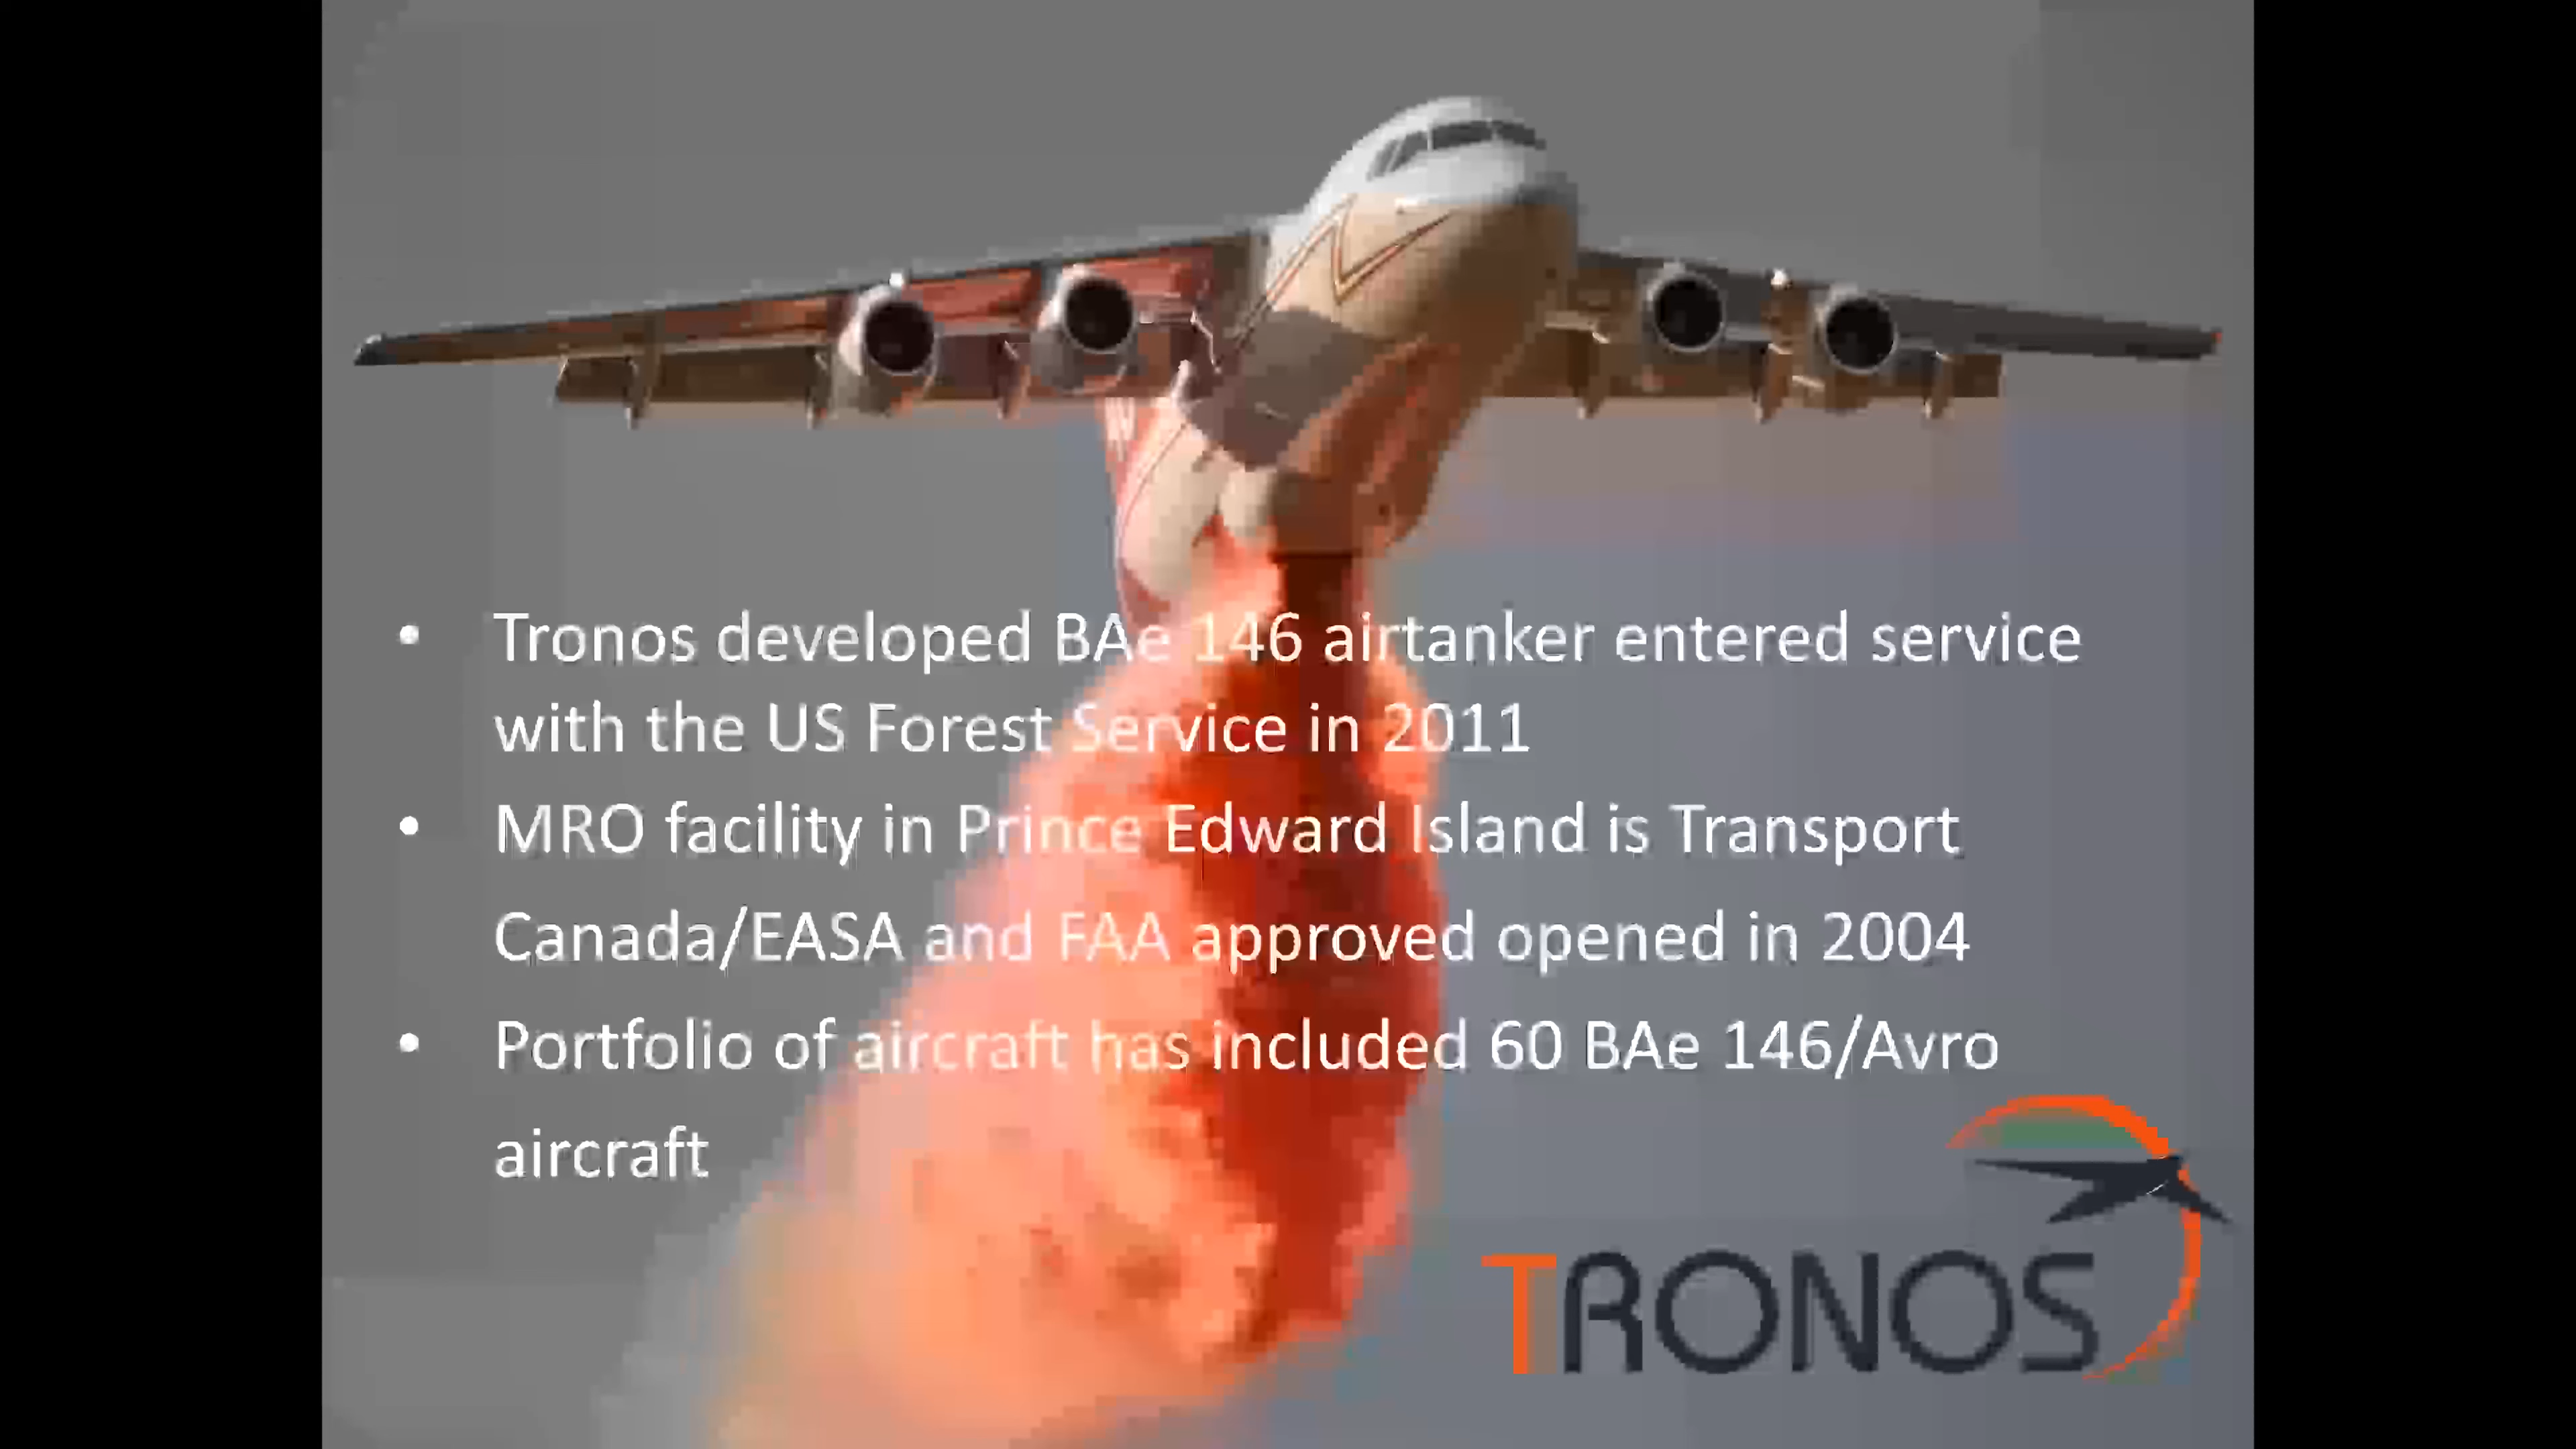 • Tronos developed BAe 146 airtanker entered service
with the US Forest Service in 2011
• MRO facility in Prince Edward Island is Transport
Canada/EASA and FAA approved opened in 2004
• Portfolio of aircraft has included 60 BAe 146/Avro
aircraft
TRONOS